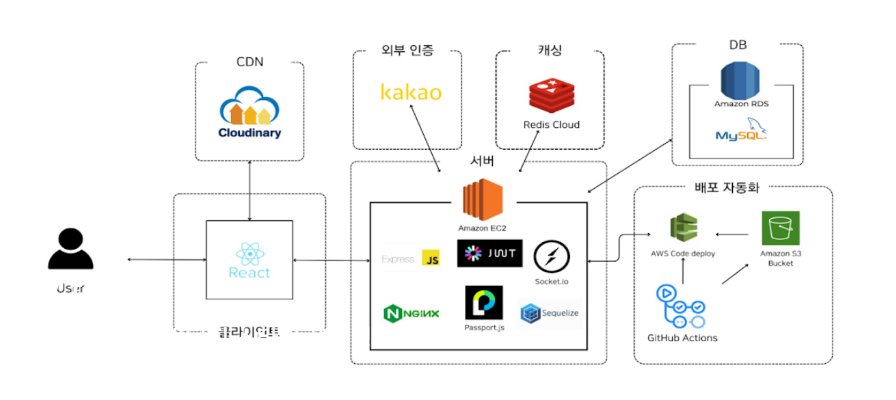 CDN
Cloudinary
외부 인증
kakao
캐싱
Redis Cloud
DB
Amazon RDS
MySQL
User
React
클라이언트
서버
Amazon EC2
Express
JS
JWT
Socket.io
NGINX
Passport.js
Sequelize
배포 자동화
AWS Code deploy
Amazon S3
Bucket
GitHub Actions